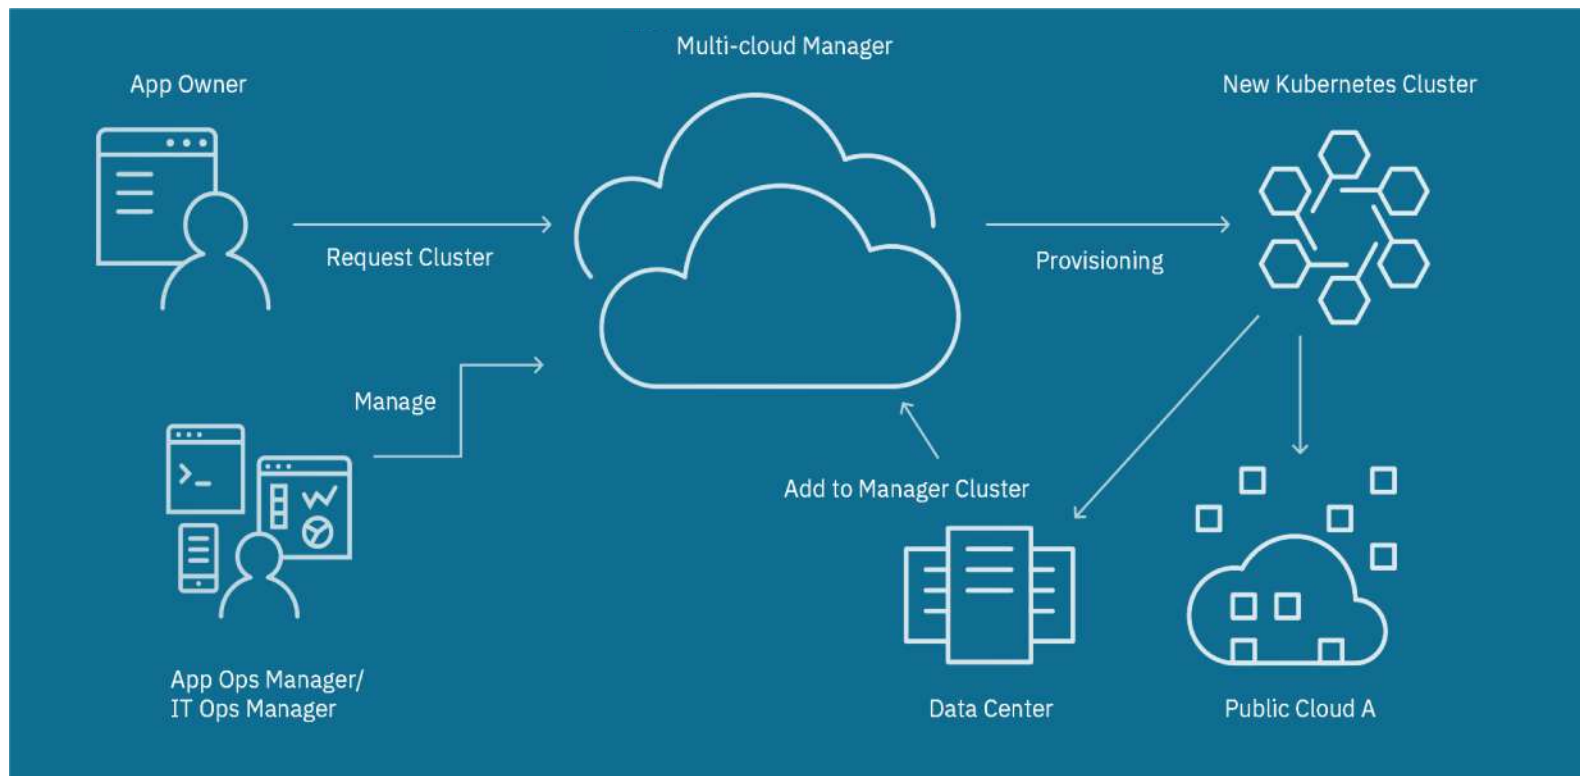 Multi-cloud Manager
App Owner
New Kubernetes Cluster
Request Cluster
Provisioning
Manage
Add to Manager Cluster
App Ops Manager/
IT Ops Manager
Data Center
Public Cloud A